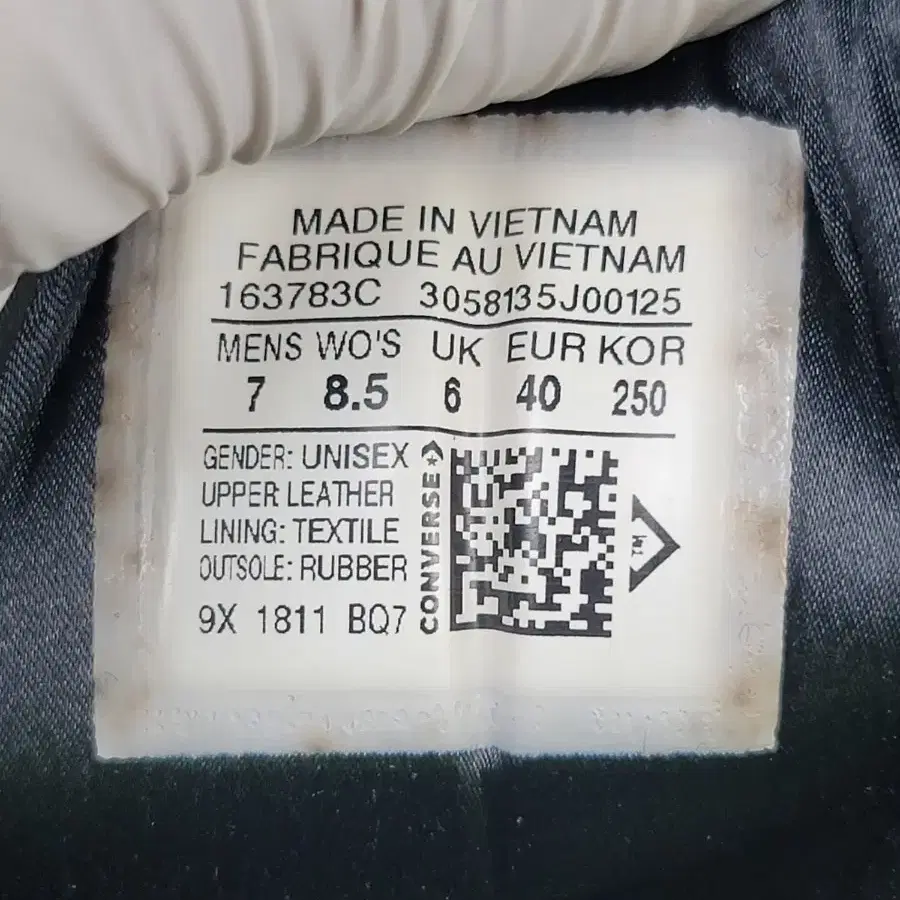 MADE IN VIETNAM
FABRIQUE AU VIETNAM
163783C 3058135J00125
MENS WO'S UK EUR KOR
7 8.5 6 40 250
GENDER: UNISEX
UPPER: LEATHER
LINING: TEXTILE
OUTSOLE: RUBBER
9X 1811 BQ7
CONVERSE